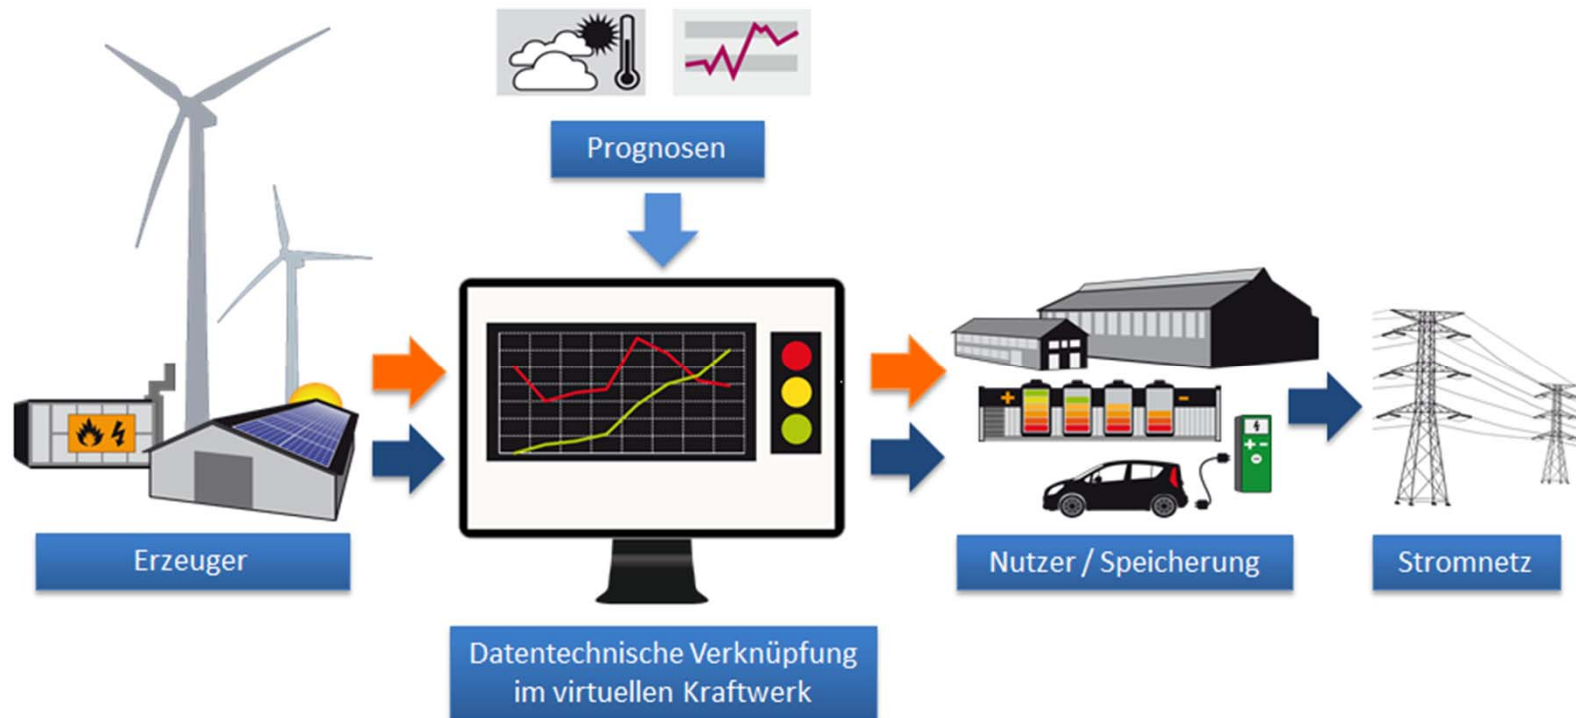 Prognosen
Erzeuger
Datentechnische Verknüpfung
im virtuellen Kraftwerk
Nutzer / Speicherung
Stromnetz